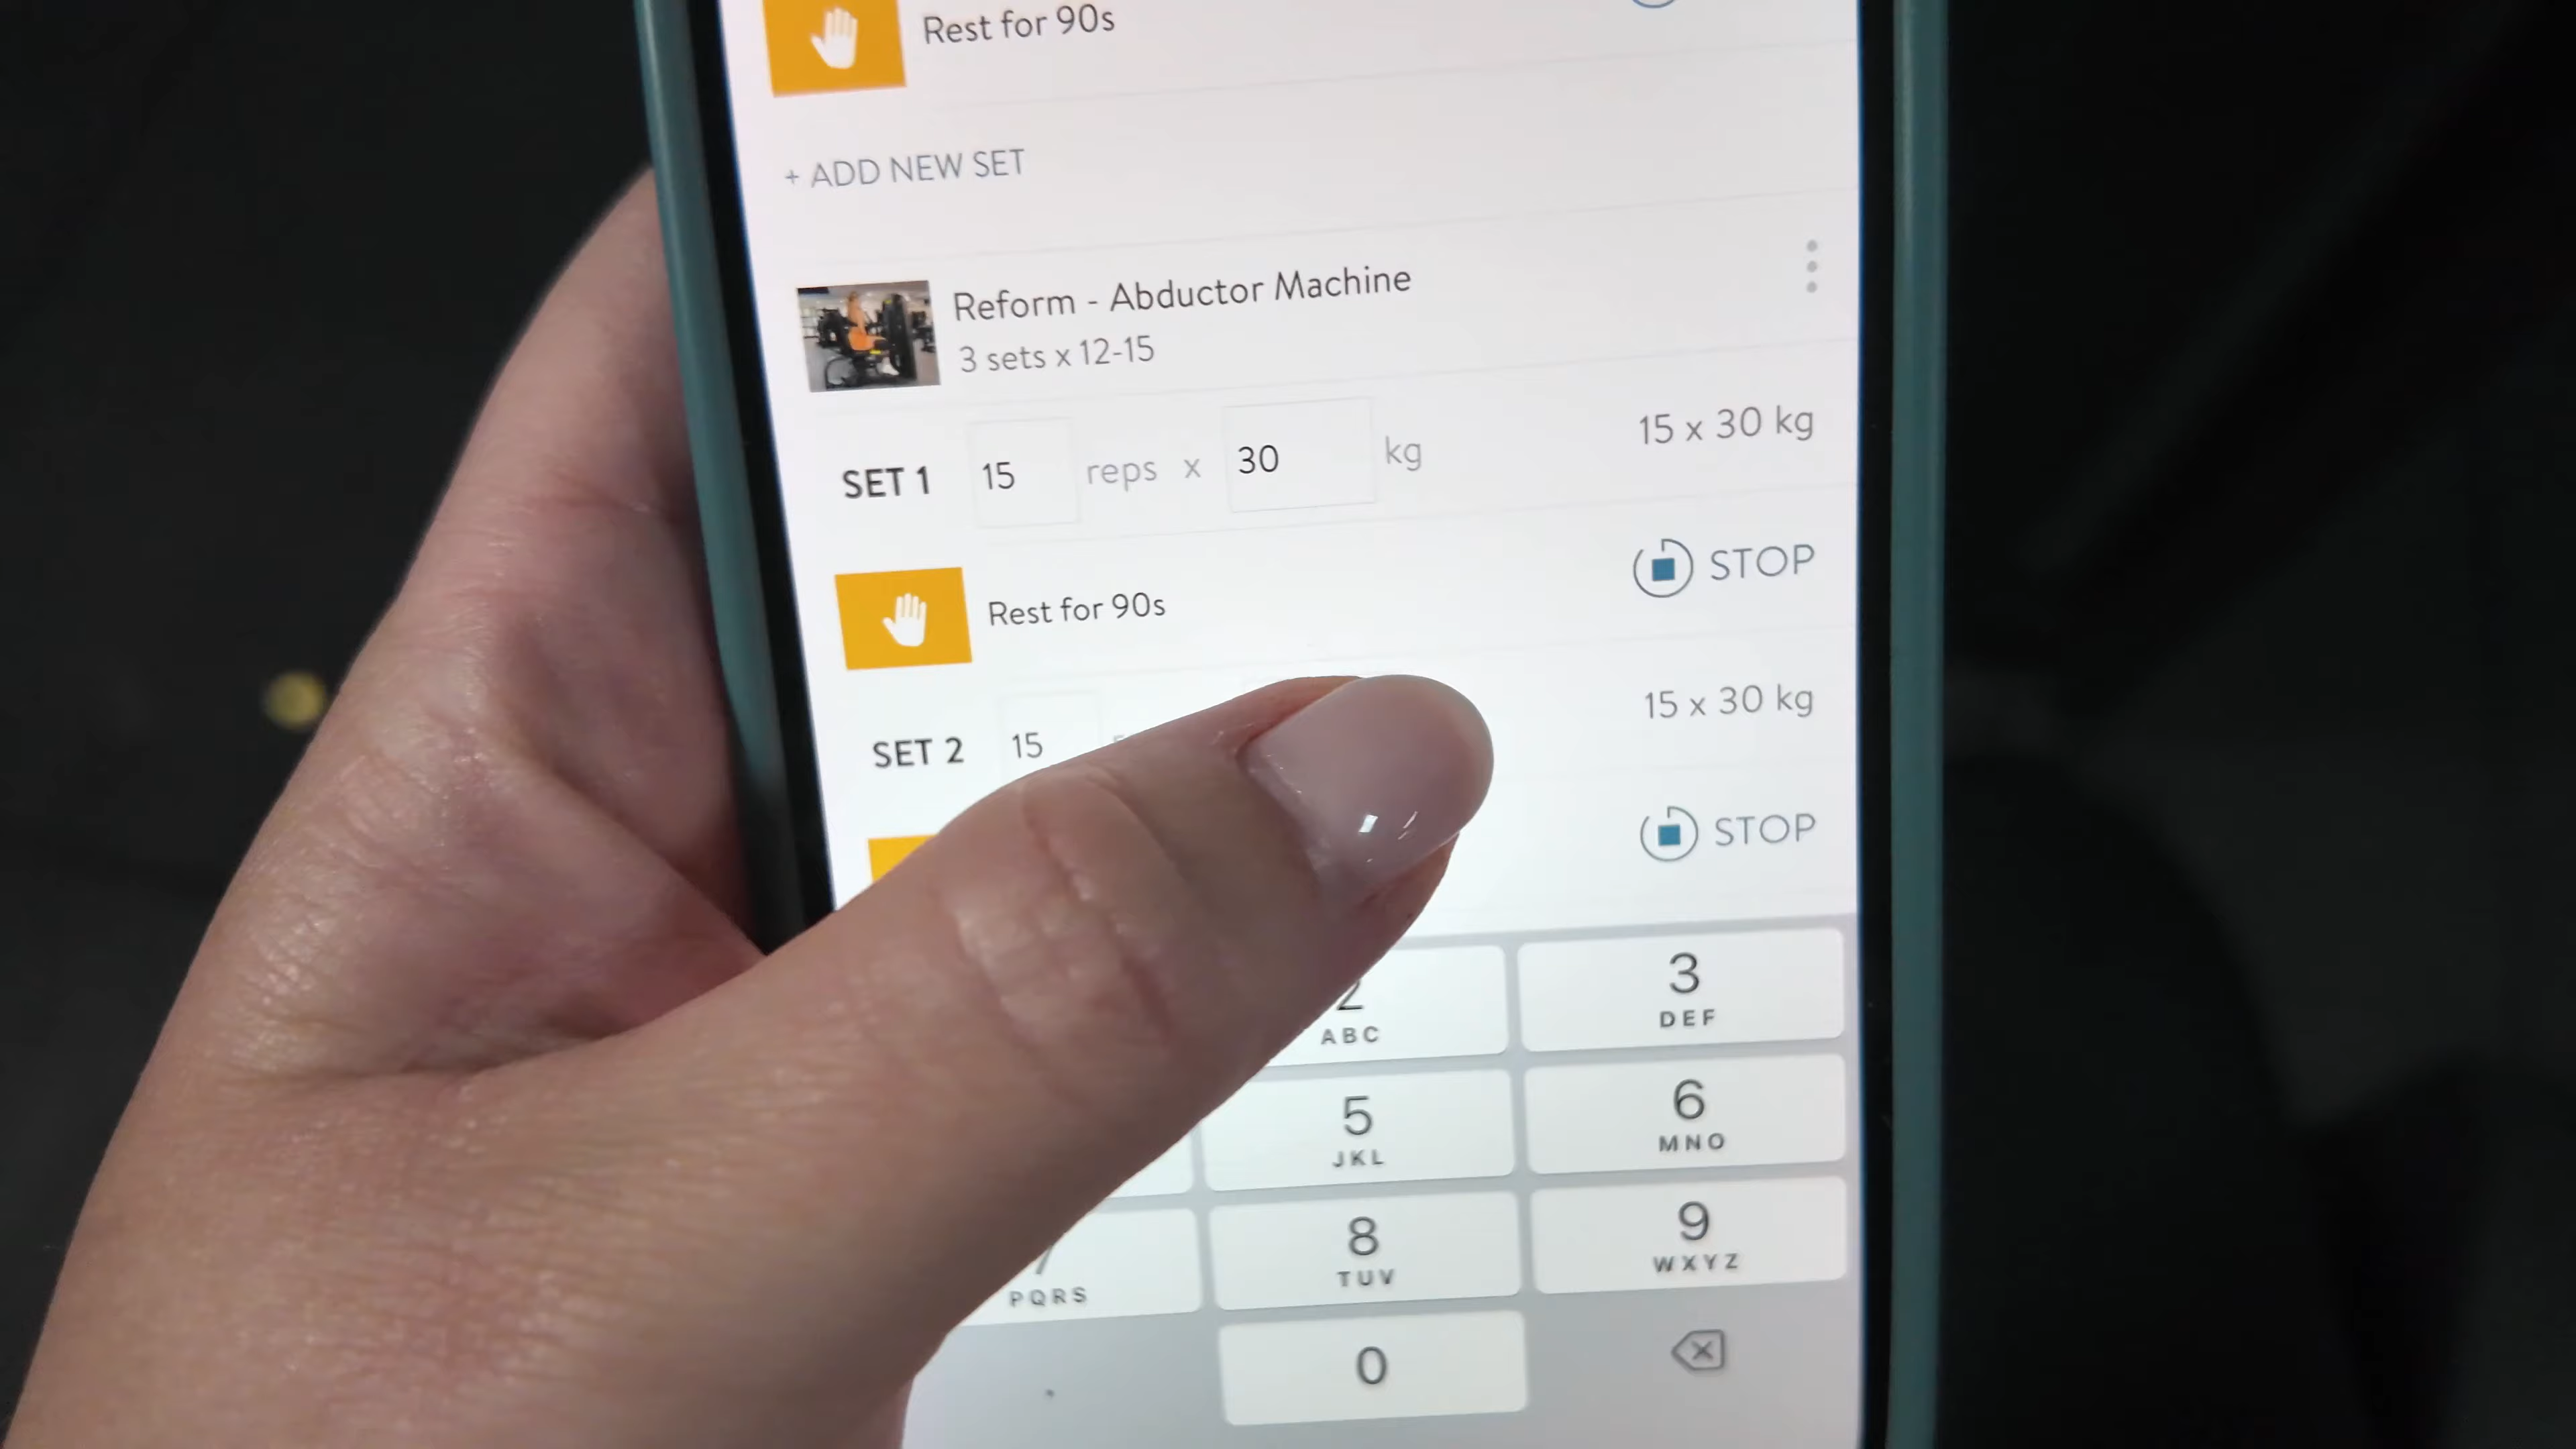 Rest for 90s
+ ADD NEW SET
Reform - Abductor Machine
3 sets x 12-15
SET 1 15 reps x 30 kg 15 x 30 kg
Rest for 90s STOP
SET 2 15 15 x 30 kg
STOP
2 3
ABC DEF
5 6
JKL MNO
7 8 9
PQRS TUV WXYZ
. 0